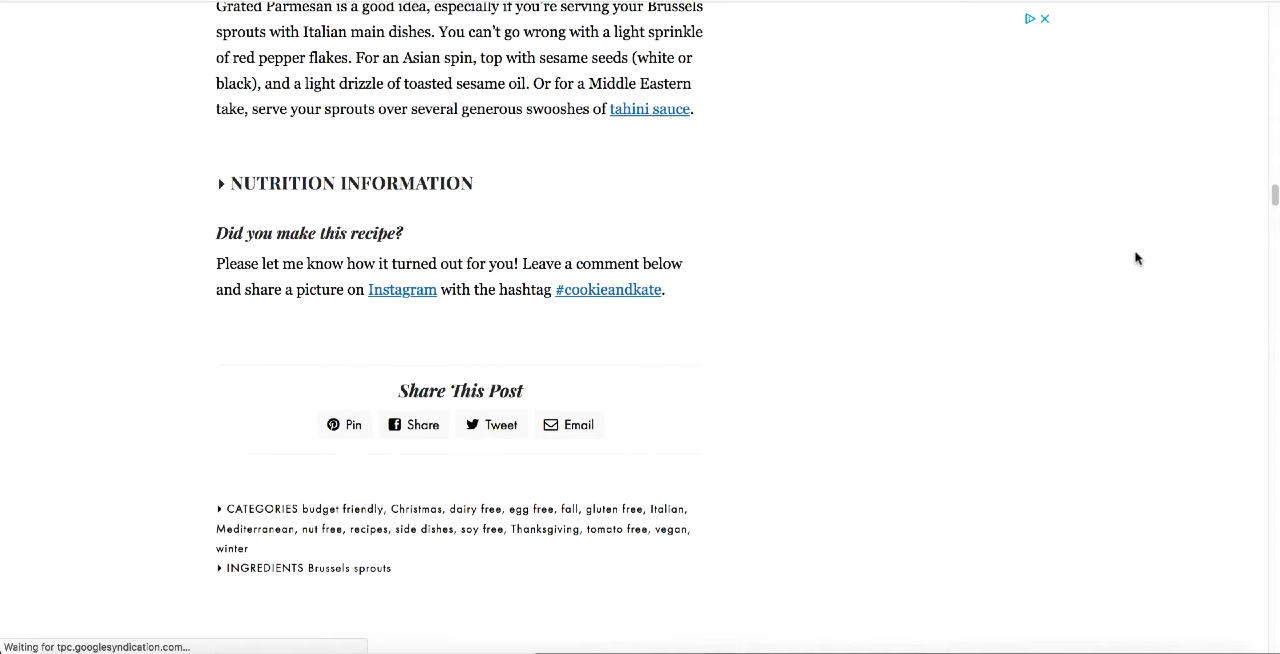 Grated Parmesan is a good idea, especially if you’re serving your Brussels
sprouts with Italian main dishes. You can’t go wrong with a light sprinkle
of red pepper flakes. For an Asian spin, top with sesame seeds (white or
black), and a light drizzle of toasted sesame oil. Or for a Middle Eastern
take, serve your sprouts over several generous swooshes of tahini sauce.
NUTRITION INFORMATION
Did you make this recipe?
Please let me know how it turned out for you! Leave a comment below
and share a picture on Instagram with the hashtag #cookieandkate.
Share This Post
Pin Share Tweet Email
CATEGORIES budget friendly, Christmas, dairy free, egg free, fall, gluten free, Italian,
Mediterranean, nut free, recipes, side dishes, soy free, Thanksgiving, tomato free, vegan,
winter
INGREDIENTS Brussels sprouts
Waiting for tpc.googlesyndication.com...